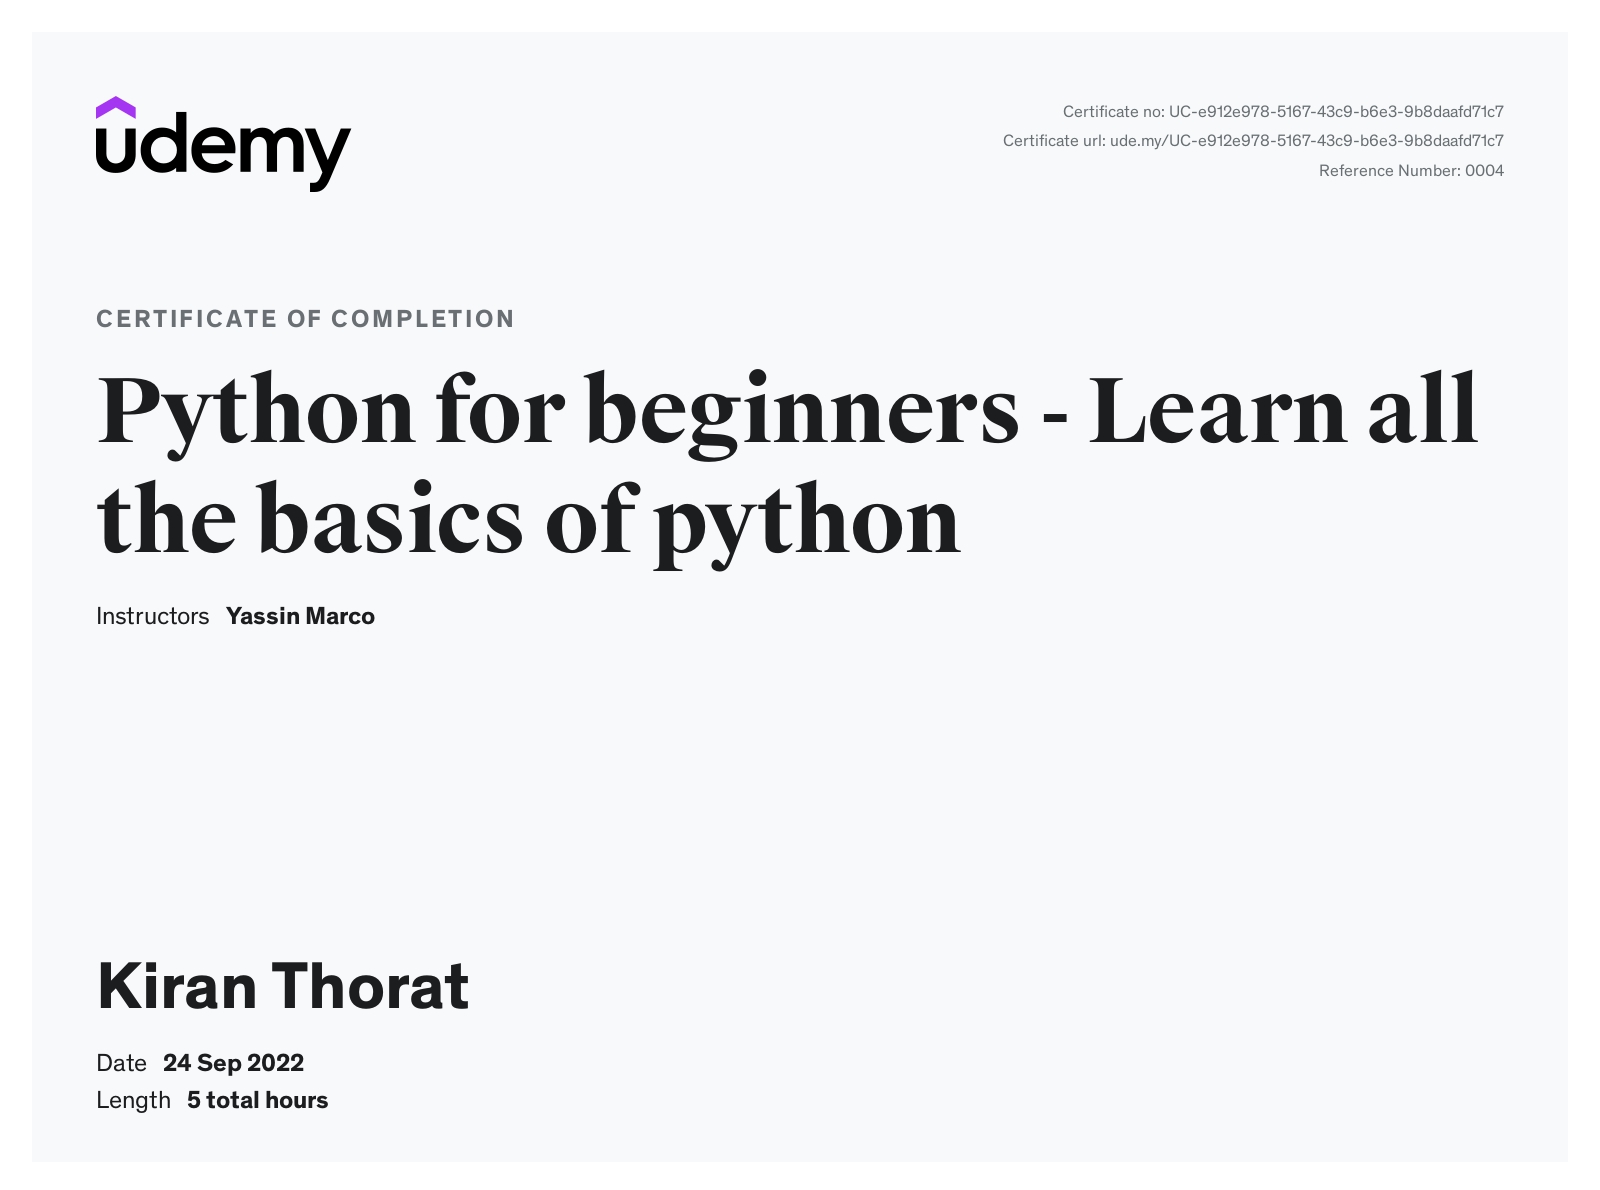 udemy
Certificate no: UC-e912e978-5167-43c9-b6e3-9b8daafd71c7
Certificate url: ude.my/UC-e912e978-5167-43c9-b6e3-9b8daafd71c7
Reference Number: 0004
CERTIFICATE OF COMPLETION
Python for beginners - Learn all
the basics of python
Instructors Yassin Marco
Kiran Thorat
Date 24 Sep 2022
Length 5 total hours